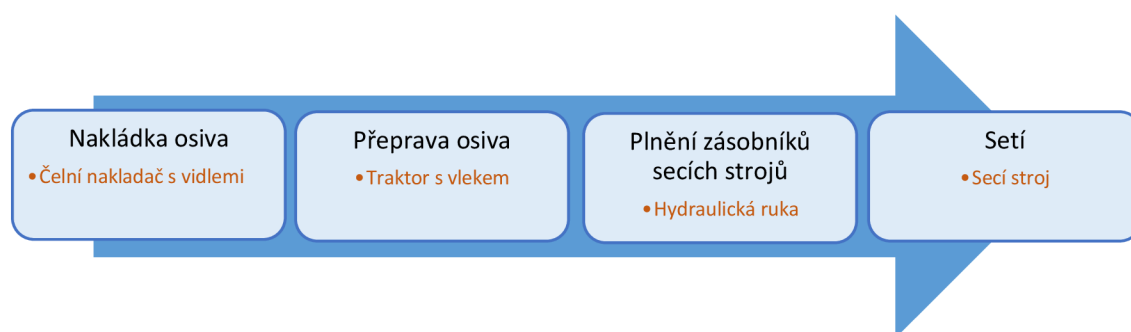 Nakládka osiva
•Čelní nakladač s vidlemi
Přeprava osiva
•Traktor s vlekem
Plnění zásobníků
secích strojů
•Hydraulická ruka
Setí
•Secí stroj